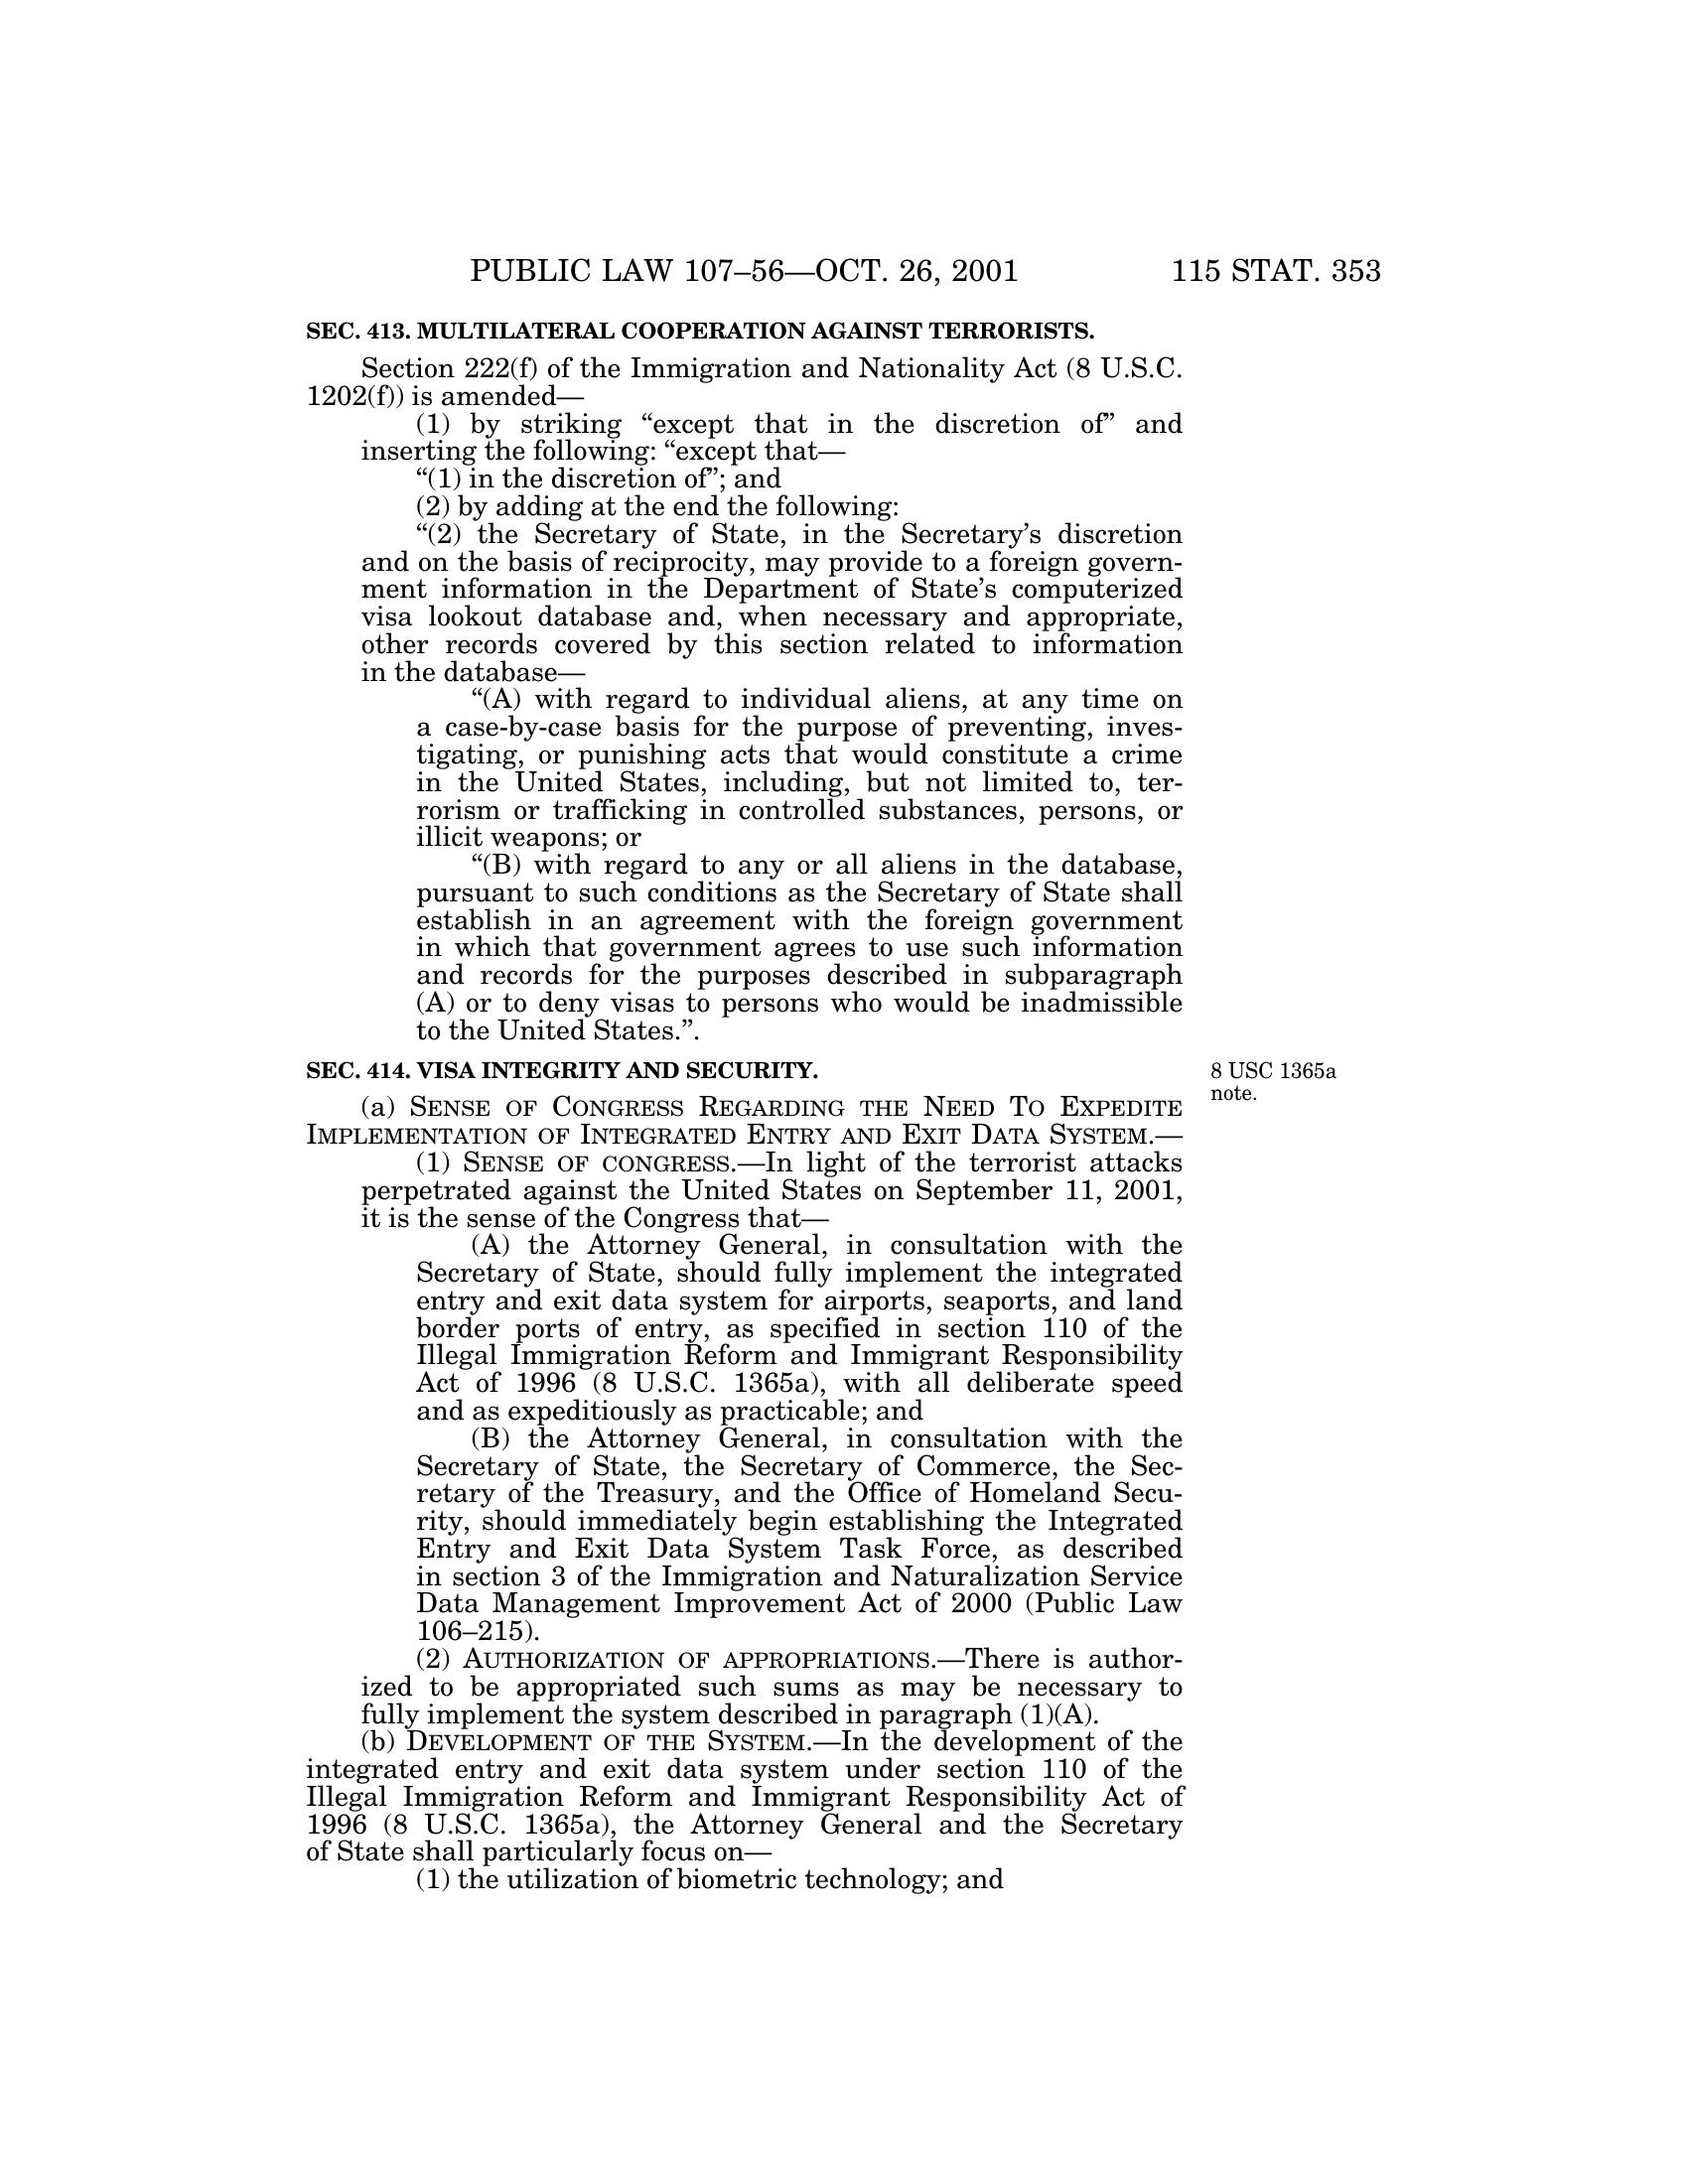 PUBLIC LAW 107–56—OCT. 26, 2001 115 STAT. 353
SEC. 413. MULTILATERAL COOPERATION AGAINST TERRORISTS.
Section 222(f) of the Immigration and Nationality Act (8 U.S.C.
1202(f)) is amended—
(1) by striking “except that in the discretion of” and
inserting the following: “except that—
“(1) in the discretion of”; and
(2) by adding at the end the following:
“(2) the Secretary of State, in the Secretary’s discretion
and on the basis of reciprocity, may provide to a foreign govern-
ment information in the Department of State’s computerized
visa lookout database and, when necessary and appropriate,
other records covered by this section related to information
in the database—
“(A) with regard to individual aliens, at any time on
a case-by-case basis for the purpose of preventing, inves-
tigating, or punishing acts that would constitute a crime
in the United States, including, but not limited to, ter-
rorism or trafficking in controlled substances, persons, or
illicit weapons; or
“(B) with regard to any or all aliens in the database,
pursuant to such conditions as the Secretary of State shall
establish in an agreement with the foreign government
in which that government agrees to use such information
and records for the purposes described in subparagraph
(A) or to deny visas to persons who would be inadmissible
to the United States.”.
SEC. 414. VISA INTEGRITY AND SECURITY.
8 USC 1365a
note.
(a) SENSE OF CONGRESS REGARDING THE NEED TO EXPEDITE
IMPLEMENTATION OF INTEGRATED ENTRY AND EXIT DATA SYSTEM.—
(1) SENSE OF CONGRESS.—In light of the terrorist attacks
perpetrated against the United States on September 11, 2001,
it is the sense of the Congress that—
(A) the Attorney General, in consultation with the
Secretary of State, should fully implement the integrated
entry and exit data system for airports, seaports, and land
border ports of entry, as specified in section 110 of the
Illegal Immigration Reform and Immigrant Responsibility
Act of 1996 (8 U.S.C. 1365a), with all deliberate speed
and as expeditiously as practicable; and
(B) the Attorney General, in consultation with the
Secretary of State, the Secretary of Commerce, the Sec-
retary of the Treasury, and the Office of Homeland Secu-
rity, should immediately begin establishing the Integrated
Entry and Exit Data System Task Force, as described
in section 3 of the Immigration and Naturalization Service
Data Management Improvement Act of 2000 (Public Law
106–215).
(2) AUTHORIZATION OF APPROPRIATIONS.—There is author-
ized to be appropriated such sums as may be necessary to
fully implement the system described in paragraph (1)(A).
(b) DEVELOPMENT OF THE SYSTEM.—In the development of the
integrated entry and exit data system under section 110 of the
Illegal Immigration Reform and Immigrant Responsibility Act of
1996 (8 U.S.C. 1365a), the Attorney General and the Secretary
of State shall particularly focus on—
(1) the utilization of biometric technology; and